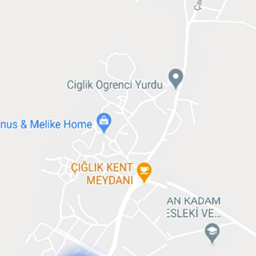 Ciglik Ogrenci Yurdu
nus & Melike Home
ÇIĞLIK KENT
MEYDANI
AN KADAM
ESLEKİ VE...